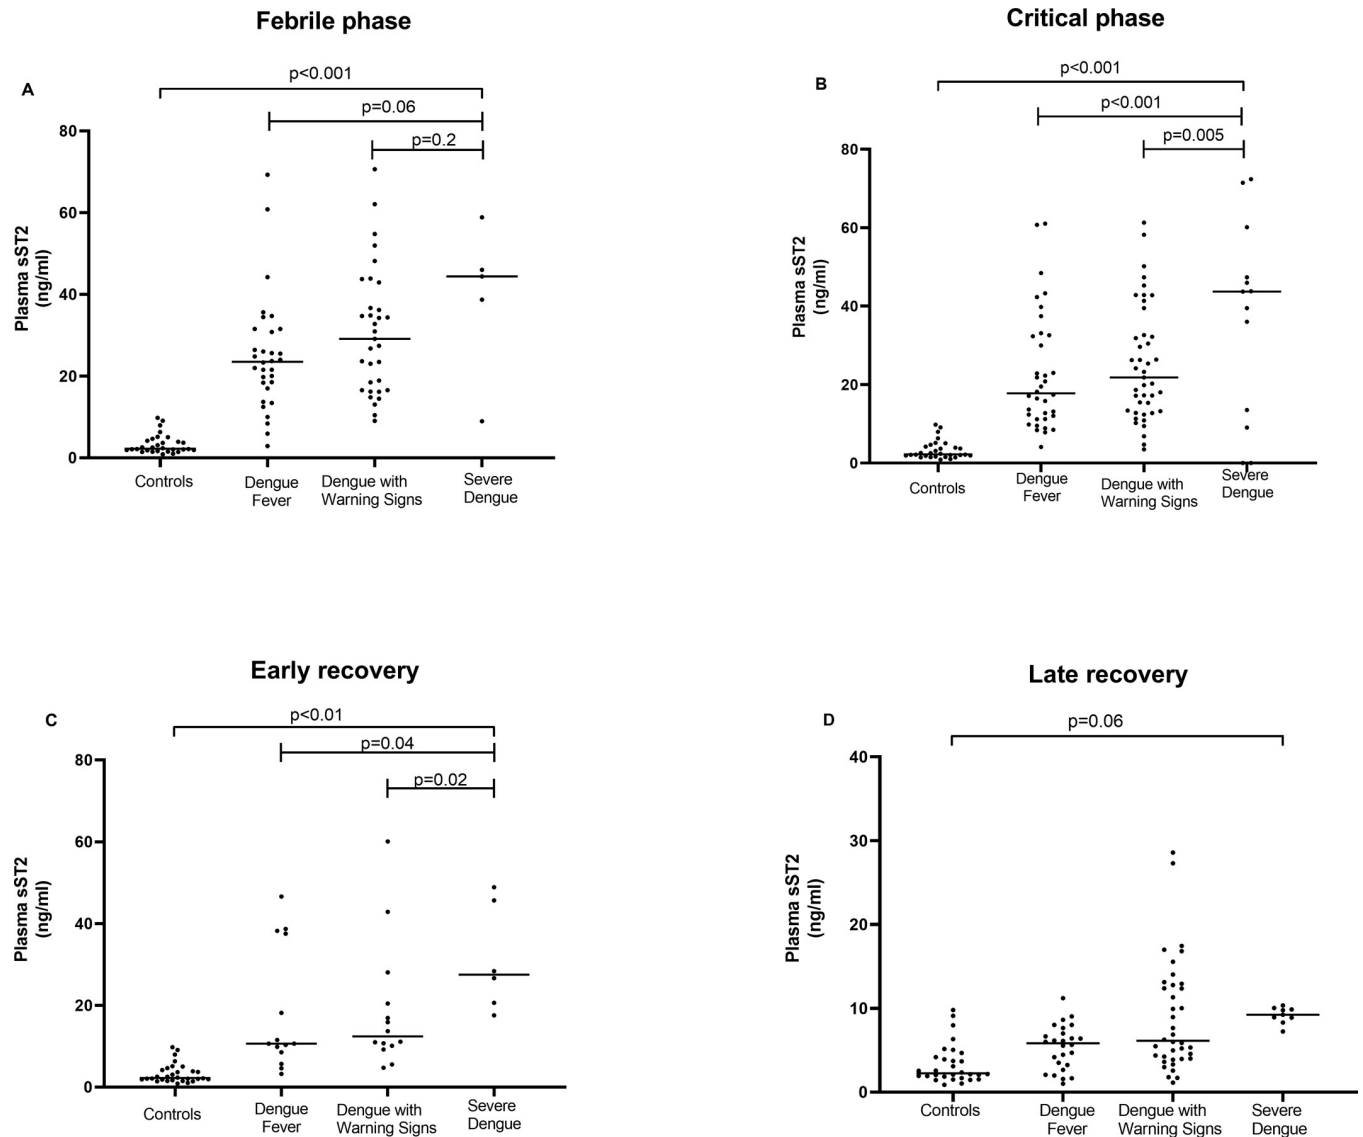 Febrile phase
A
p<0.001
p=0.06
p=0.2
80
60
40
20
0
Plasma sST2
(ng/ml)
Controls
Dengue
Fever
Dengue with
Warning Signs
Severe
Dengue
Critical phase
B
p<0.001
p<0.001
p=0.005
80
60
40
20
0
Plasma sST2
(ng/ml)
Controls
Dengue
Fever
Dengue with
Warning Signs
Severe
Dengue
Early recovery
C
p<0.01
p=0.04
p=0.02
80
60
40
20
0
Plasma sST2
(ng/ml)
Controls
Dengue
Fever
Dengue with
Warning Signs
Severe
Dengue
Late recovery
D
p=0.06
40
30
20
10
0
Plasma sST2
(ng/ml)
Controls
Dengue
Fever
Dengue with
Warning Signs
Severe
Dengue